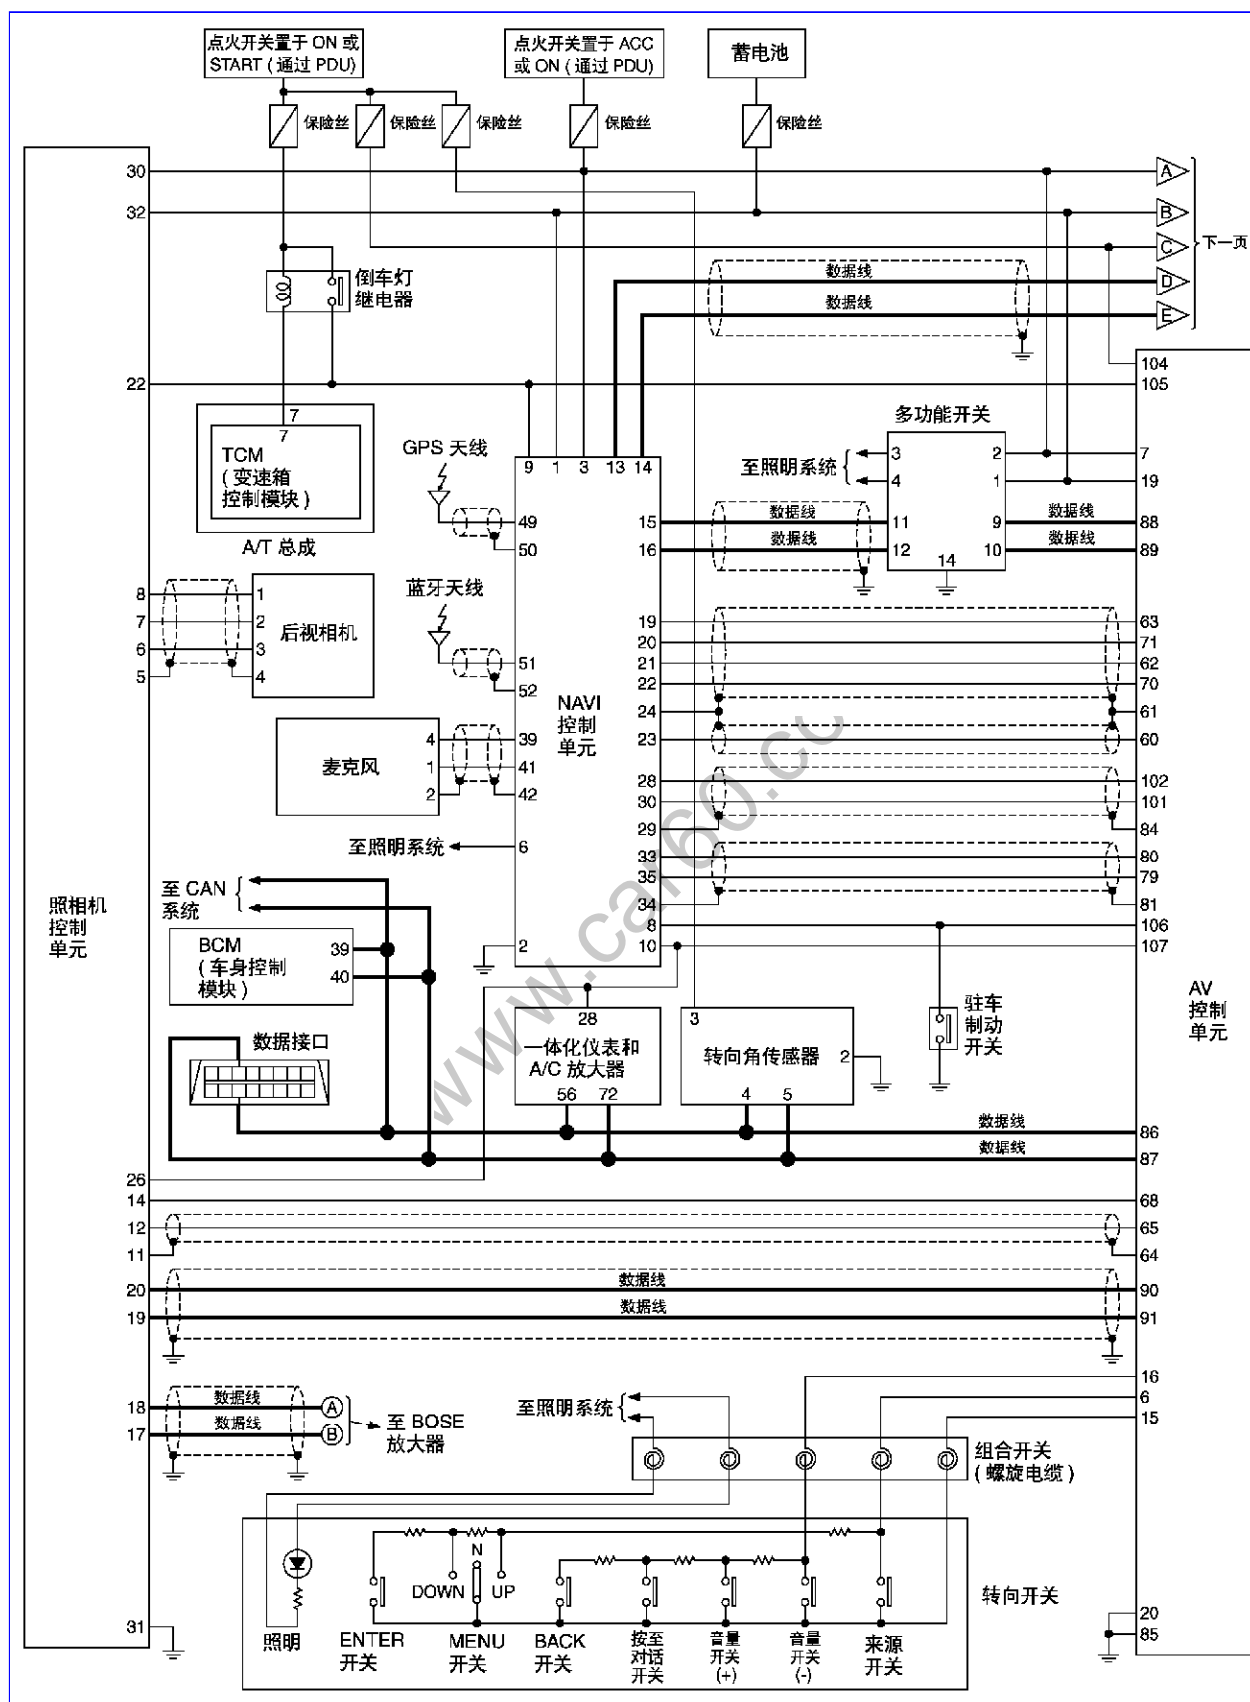 点火开关置于 ON 或
START ( 通过 PDU)
点火开关置于 ACC
或 ON ( 通过 PDU)
蓄电池
保险丝
保险丝
保险丝
保险丝
保险丝
30
A
32
B
C
下一页
倒车灯
继电器
数据线
D
数据线
E
104
22
105
7
7
TCM
( 变速箱
控制模块 )
A/T 总成
GPS 天线
多功能开关
至照明系统
3
2
7
4
1
19
9
1
3
13
14
49
15
数据线
11
9
数据线
88
50
16
数据线
12
10
数据线
89
14
8
1
7
2
后视相机
6
3
5
4
蓝牙天线
51
52
NAVI
控制
单元
19
63
20
71
21
62
22
70
24
61
23
60
麦克风
4
39
1
41
2
42
28
102
30
101
29
84
至照明系统
6
33
80
35
79
34
81
8
106
2
10
107
至 CAN
系统
照相机
控制
单元
BCM
( 车身控制
模块 )
39
40
AV
控制
单元
驻车
制动
开关
数据接口
28
一体化仪表和
A/C 放大器
56
72
3
转向角传感器
2
4
5
数据线
86
数据线
87
26
14
68
12
65
11
64
20
数据线
90
19
数据线
91
18
数据线
A
17
数据线
B
至 BOSE
放大器
至照明系统
16
6
15
组合开关
( 螺旋电缆 )
N
DOWN
UP
转向开关
照明
ENTER
开关
MENU
开关
BACK
开关
按至
对话
开关
音量
开关
(+)
音量
开关
(-)
来源
开关
31
20
85
www.car60.cc